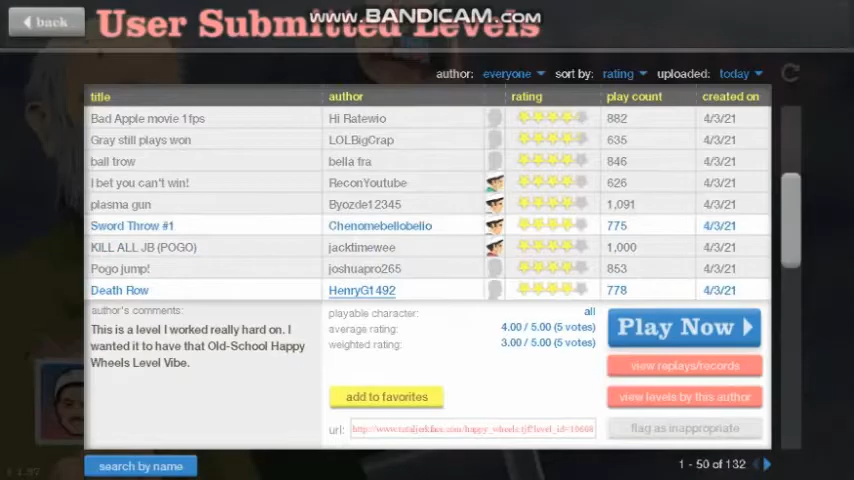 back
User Submitted Levels
www.BANDICAM.com
author: everyone sort by: rating uploaded: today
title author rating play count created on
Bad Apple movie 1fps Hi Ratewio 882 4/3/21
Gray still plays won LOLBigCrap 635 4/3/21
ball trow bella fra 846 4/3/21
I bet you can't win! ReconYoutube 626 4/3/21
plasma gun Byozde12345 1,091 4/3/21
Sword Throw #1 Chenomebellobello 775 4/3/21
KILL ALL JB (POGO) jacktimewee 1,000 4/3/21
Pogo jump! joshuapro265 853 4/3/21
Death Row HenryG1492 778 4/3/21
author's comments:
This is a level I worked really hard on. I
wanted it to have that Old-School Happy
Wheels Level Vibe.
playable character: all
average rating: 4.00 / 5.00 (5 votes)
weighted rating: 3.00 / 5.00 (5 votes)
add to favorites
Play Now
view replays/records
view levels by this author
flag as inappropriate
url:
search by name
1 - 50 of 132